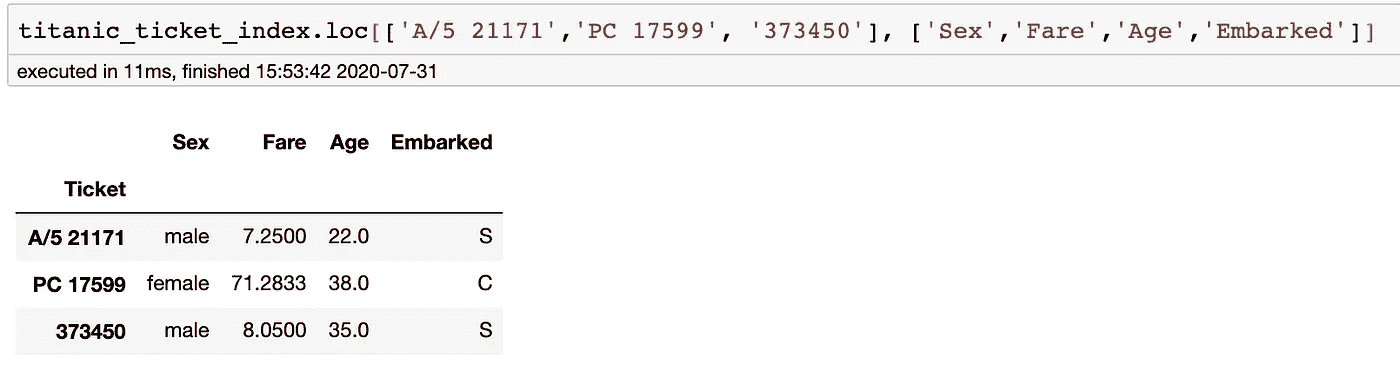 titanic_ticket_index.loc[['A/5 21171','PC 17599', '373450'], ['Sex','Fare','Age','Embarked']]
executed in 11ms, finished 15:53:42 2020-07-31
Sex Fare Age Embarked
Ticket
A/5 21171 male 7.2500 22.0 S
PC 17599 female 71.2833 38.0 C
373450 male 8.0500 35.0 S